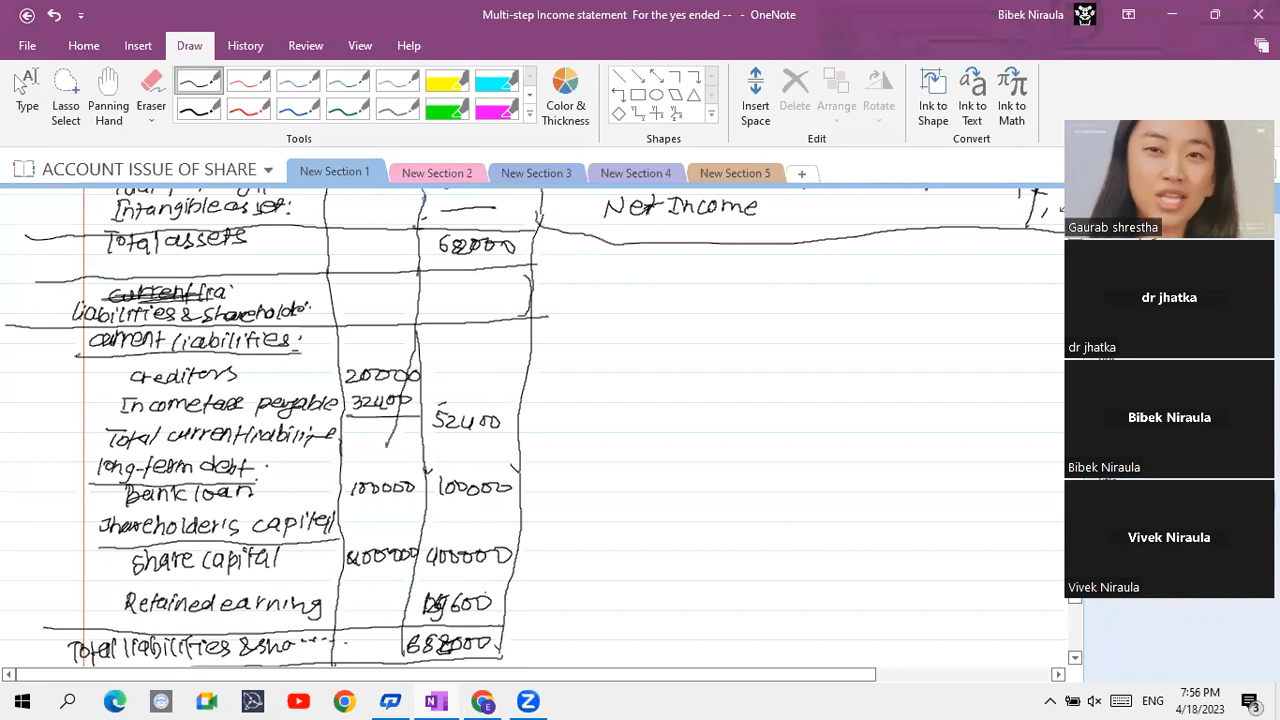 Multi-step Income statement For the yes ended -- - OneNote
Bibek Niraula
File Home Insert Draw History Review View Help
Type
Lasso Select
Panning Hand
Eraser
Color & Thickness
Insert Space
Delete
Arrange
Rotate
Ink to Shape
Ink to Text
Ink to Math
Tools
Shapes
Edit
Convert
ACCOUNT ISSUE OF SHARE
New Section 1
New Section 2
New Section 3
New Section 4
New Section 5
Intangible asset:
Net Income
Total assets
liabilities & sharehold
current liabilities:
creditors 200000
Income tax payable 32400
52400
Total current liabilitie
long-term debt
Bank loan 100000 100000
shareholder's capital
share capital 400000 400000
Retained earning
Total liabilities & sha
Gaurab shrestha
dr jhatka
dr jhatka
Bibek Niraula
Bibek Niraula
Vivek Niraula
Vivek Niraula
ENG
7:56 PM
4/18/2023
3